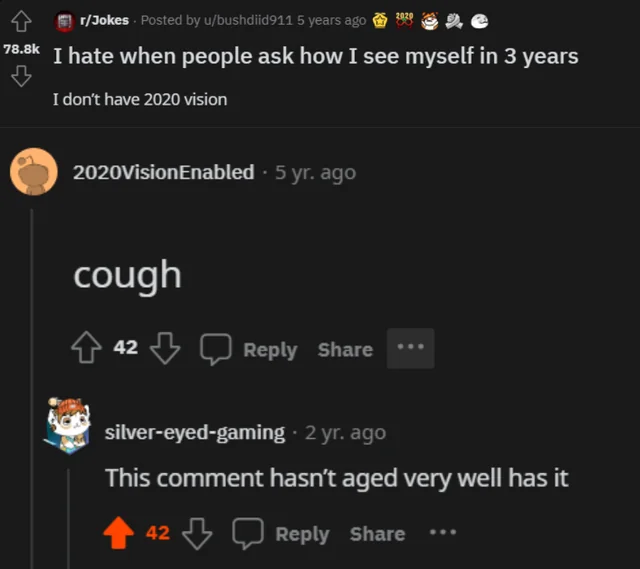 r/Jokes · Posted by u/bushdiid911 5 years ago
78.8k
I hate when people ask how I see myself in 3 years
I don't have 2020 vision
2020VisionEnabled · 5 yr. ago
cough
42 Reply Share ···
silver-eyed-gaming · 2 yr. ago
This comment hasn't aged very well has it
42 Reply Share ···